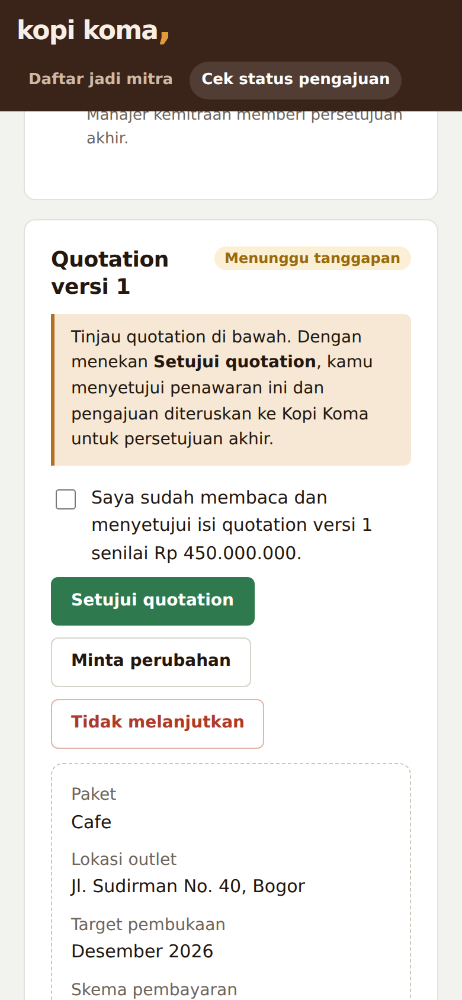 kopi koma,
Daftar jadi mitra
Cek status pengajuan
Manajer kemitraan memberi persetujuan
akhir.
Quotation
versi 1
Menunggu tanggapan
Tinjau quotation di bawah. Dengan
menekan Setujui quotation, kamu
menyetujui penawaran ini dan
pengajuan diteruskan ke Kopi Koma
untuk persetujuan akhir.
Saya sudah membaca dan
menyetujui isi quotation versi 1
senilai Rp 450.000.000.
Setujui quotation
Minta perubahan
Tidak melanjutkan
Paket
Cafe
Lokasi outlet
Jl. Sudirman No. 40, Bogor
Target pembukaan
Desember 2026
Skema pembayaran